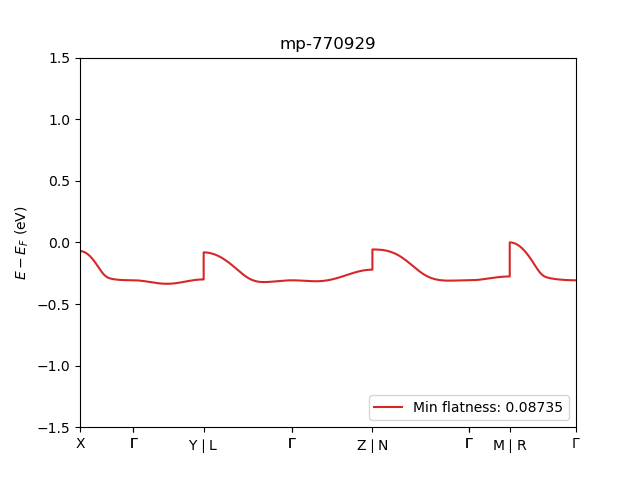 mp-770929
E − E_F (eV)
1.5
1.0
0.5
0.0
−0.5
−1.0
−1.5
Min flatness: 0.08735
X Γ Y | L Γ Z | N Γ M | R Γ